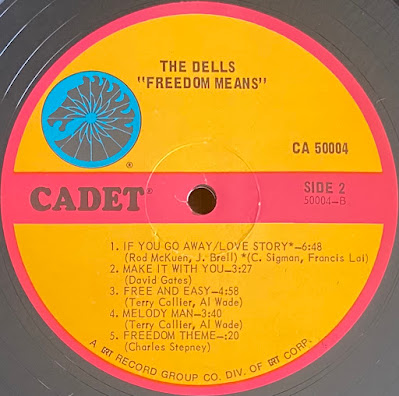 THE DELLS
"FREEDOM MEANS"
®
CA 50004
CADET®
SIDE 2
50004-B
1. IF YOU GO AWAY/LOVE STORY*—6:48
(Rod McKuen, J. Brell) *(C. Sigman, Francis Lai)
2. MAKE IT WITH YOU—3:27
(David Gates)
3. FREE AND EASY—4:58
(Terry Callier, Al Wade)
4. MELODY MAN—3:40
(Terry Callier, Al Wade)
5. FREEDOM THEME—:20
(Charles Stepney)
A GRT RECORD GROUP CO. DIV. OF GRT CORP.